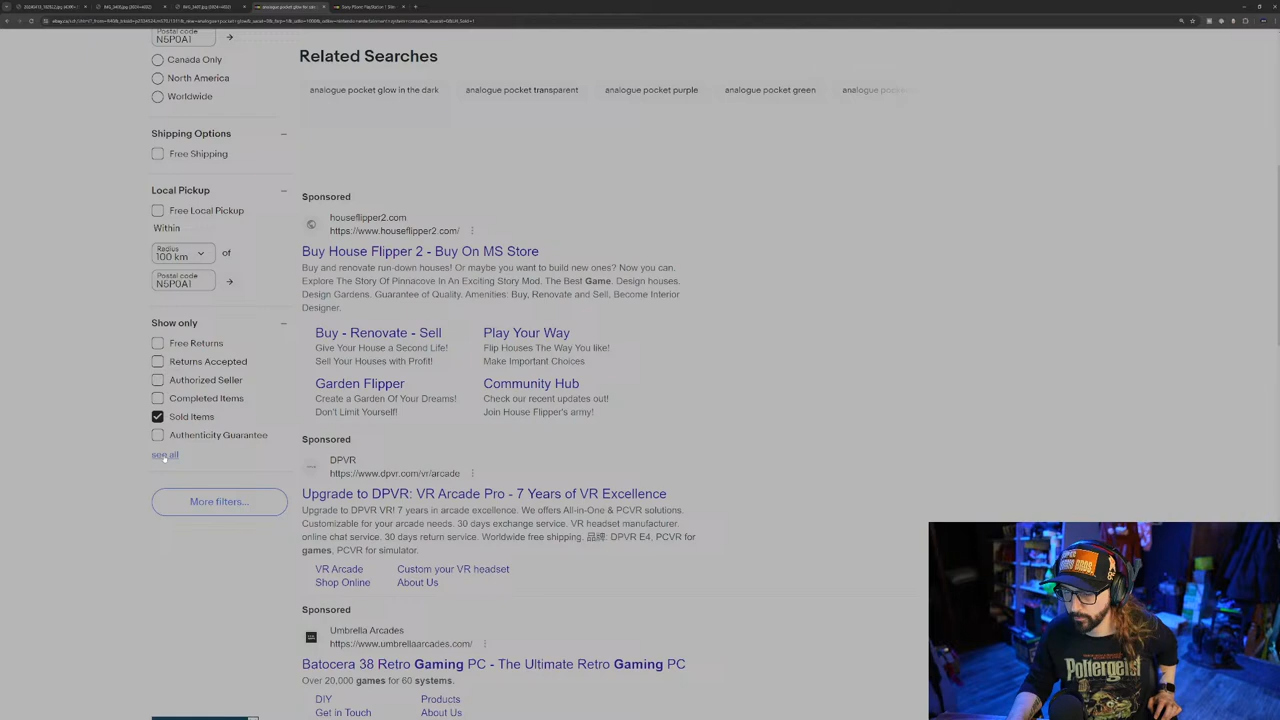 Postal code
N5P0A1
Canada Only
North America
Worldwide
Shipping Options
Free Shipping
Local Pickup
Free Local Pickup
Within
Radius
100 km
of
Postal code
N5P0A1
Show only
Free Returns
Returns Accepted
Authorized Seller
Completed Items
Sold Items
Authenticity Guarantee
see all
More filters...
Related Searches
analogue pocket glow in the dark
analogue pocket transparent
analogue pocket purple
analogue pocket green
analogue
Sponsored
houseflipper2.com
https://www.houseflipper2.com/
Buy House Flipper 2 - Buy On MS Store
Buy and renovate run-down houses! Or maybe you want to build new ones? Now you can.
Explore The Story Of Pinnacove In An Exciting Story Mod. The Best Game. Design houses.
Design Gardens. Guarantee of Quality. Amenities: Buy, Renovate and Sell, Become Interior
Designer.
Buy - Renovate - Sell
Give Your House a Second Life!
Sell Your Houses with Profit!
Play Your Way
Flip Houses The Way You like!
Make Important Choices
Garden Flipper
Create a Garden Of Your Dreams!
Don't Limit Yourself!
Community Hub
Check our recent updates out!
Join House Flipper's army!
Sponsored
DPVR
https://www.dpvr.com/vr/arcade
Upgrade to DPVR: VR Arcade Pro - 7 Years of VR Excellence
Upgrade to DPVR VR! 7 years in arcade excellence. We offers All-in-One & PCVR solutions.
Customizable for your arcade needs. 30 days exchange service. VR headset manufacturer.
online chat service. 30 days return service. Worldwide free shipping. 品牌: DPVR E4, PCVR for
games, PCVR for simulator.
VR Arcade
Custom your VR headset
Shop Online
About Us
Sponsored
Umbrella Arcades
https://www.umbrellaarcades.com/
Batocera 38 Retro Gaming PC - The Ultimate Retro Gaming PC
Over 20,000 games for 60 systems.
DIY
Products
Get in Touch
About Us
Poltergeist